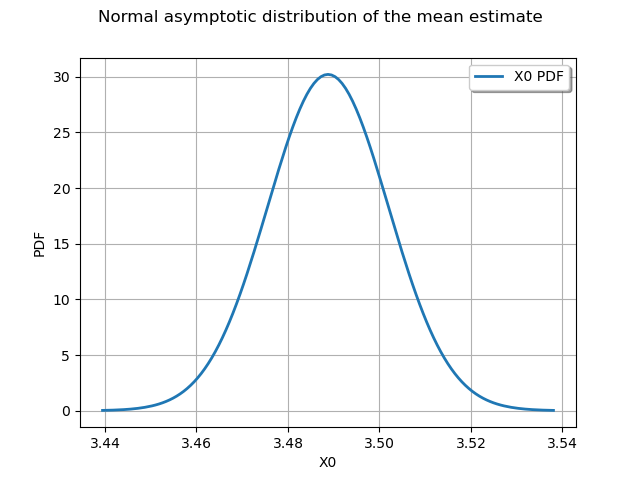 Normal asymptotic distribution of the mean estimate
X0 PDF
30
25
20
15
10
5
0
PDF
3.44 3.46 3.48 3.50 3.52 3.54
X0